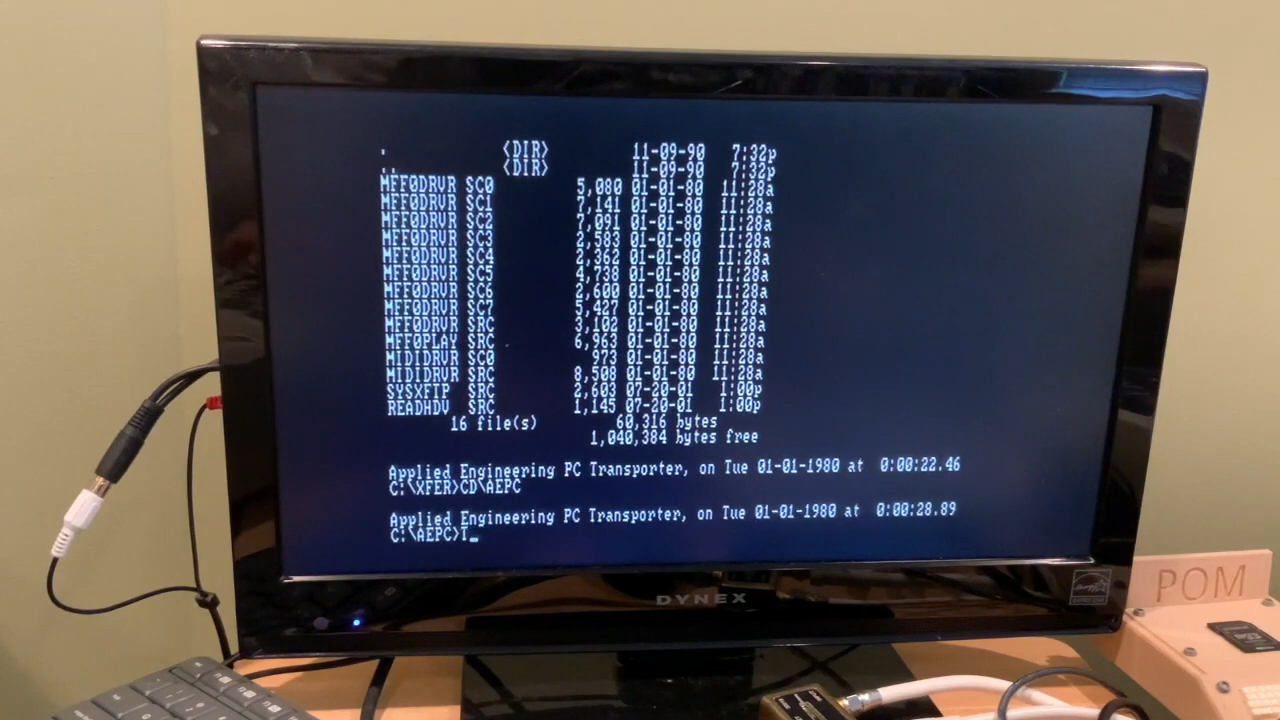 . <DIR> 11-09-90 7:32p
.. <DIR> 11-09-90 7:32p
MFF0DRVR SC0 5,080 01-01-80 11:28a
MFF0DRVR SC1 7,141 01-01-80 11:28a
MFF0DRVR SC2 7,091 01-01-80 11:28a
MFF0DRVR SC3 2,583 01-01-80 11:28a
MFF0DRVR SC4 2,362 01-01-80 11:28a
MFF0DRVR SC5 4,738 01-01-80 11:28a
MFF0DRVR SC6 2,600 01-01-80 11:28a
MFF0DRVR SC7 5,427 01-01-80 11:28a
MFF0DRVR SRC 3,102 01-01-80 11:28a
MFF0PLAY SRC 6,963 01-01-80 11:28a
MIDIDRVR SC0 973 01-01-80 11:28a
MIDIDRVR SRC 8,508 01-01-80 11:28a
SYSXFTP SRC 2,603 07-20-01 1:00p
READHDV SRC 1,145 07-20-01 1:00p
16 file(s) 60,316 bytes
1,040,384 bytes free
Applied Engineering PC Transporter, on Tue 01-01-1980 at 0:00:22.46
C:\XFER>CD\AEPC
Applied Engineering PC Transporter, on Tue 01-01-1980 at 0:00:28.89
C:\AEPC>T_
DYNEX
POM